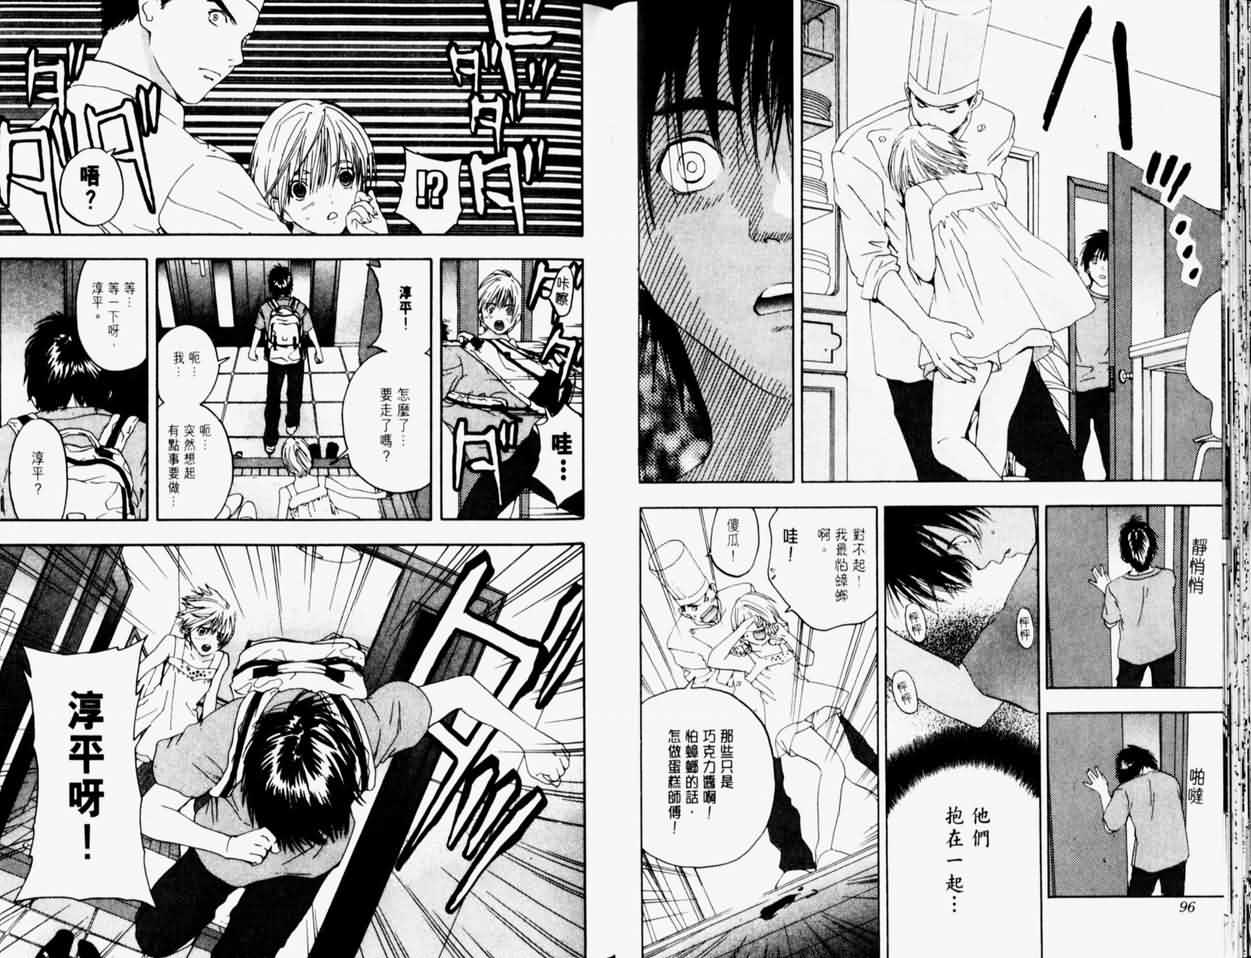 靜悄悄
啪噠
怦怦
怦怦
怦怦
他們
抱在一起…
對不起！
我最怕蟑螂
啊。
哇！
傻瓜！
那些只是
巧克力醬啊！
怕蟑螂的話，
怎做蛋糕師傅！
96
ダダダダ
!?
唔？
咔嚓
哇…
淳平！
怎麼了…
要走了嗎？
呃…
我…
呃…
突然想起
有點事要做…
等…
等一下呀，
淳平。
淳平？
淳平呀！